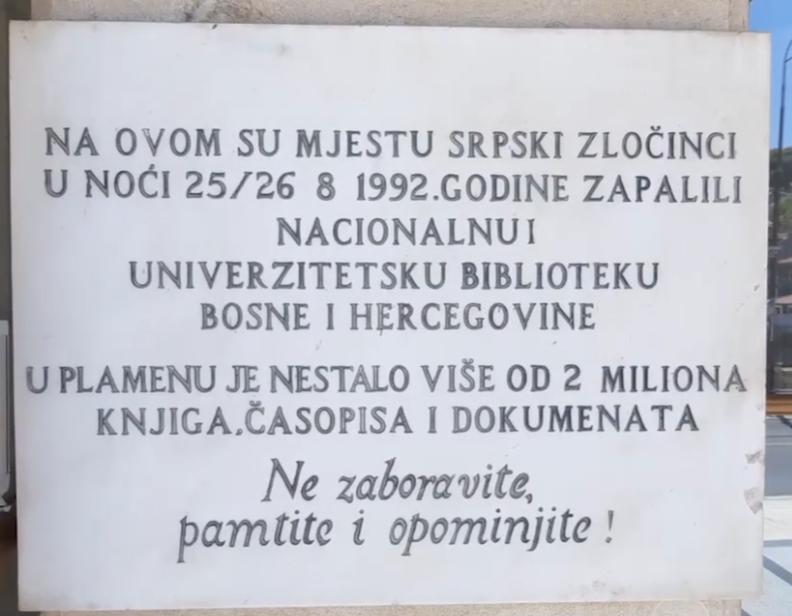 NA OVOM SU MJESTU SRPSKI ZLOČINCI
U NOĆI 25/26 8 1992.GODINE ZAPALILI
NACIONALNU I
UNIVERZITETSKU BIBLIOTEKU
BOSNE I HERCEGOVINE
U PLAMENU JE NESTALO VIŠE OD 2 MILIONA
KNJIGA,ČASOPISA I DOKUMENATA
Ne zaboravite,
pamtite i opominjite !